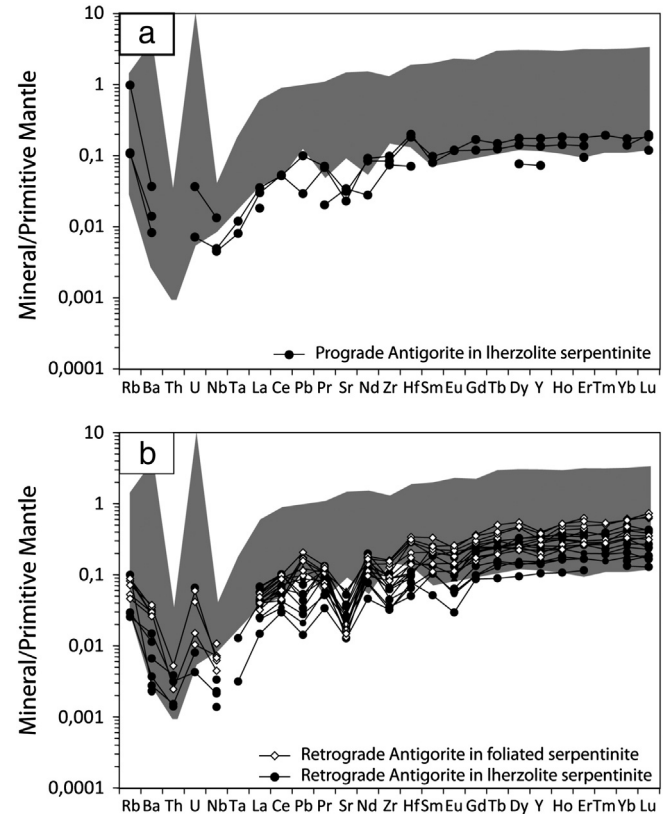 a
10
1
0,1
0,01
0,001
0,0001
Mineral/Primitive Mantle
Prograde Antigorite in lherzolite serpentinite
Rb Ba Th U Nb Ta La Ce Pb Pr Sr Nd Zr Hf Sm Eu Gd Tb Dy Y Ho Er Tm Yb Lu
b
10
1
0,1
0,01
0,001
0,0001
Mineral/Primitive Mantle
Retrograde Antigorite in foliated serpentinite
Retrograde Antigorite in lherzolite serpentinite
Rb Ba Th U Nb Ta La Ce Pb Pr Sr Nd Zr Hf Sm Eu Gd Tb Dy Y Ho Er Tm Yb Lu